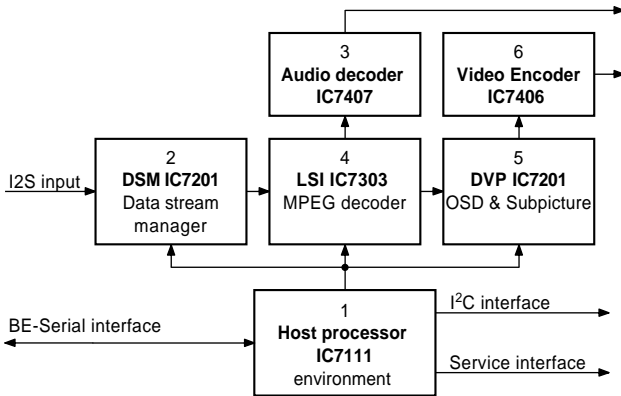 3
Audio decoder
IC7407
6
Video Encoder
IC7406
I2S input
2
DSM IC7201
Data stream
manager
4
LSI IC7303
MPEG decoder
5
DVP IC7201
OSD & Subpicture
BE-Serial interface
1
Host processor
IC7111
environment
I²C interface
Service interface